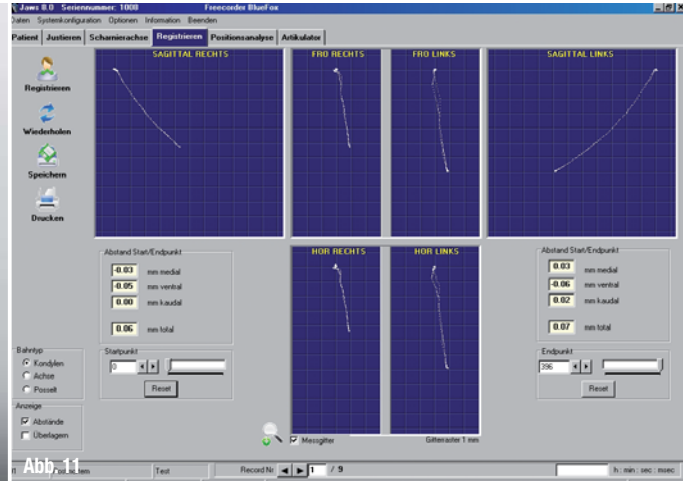 Jaws 8.0 Seriennummer: 1008 Freecorder BlueFox
Daten Systemkonfiguration Optionen Information Beenden
Patient Justieren Scharnierachse Registrieren Positionsanalyse Artikulator
SAGITTAL RECHTS FRO RECHTS FRO LINKS SAGITTAL LINKS
Registrieren
Wiederholen
Speichern
Drucken
HOR RECHTS HOR LINKS
Abstand Start/Endpunkt
-0.03 mm medial
-0.05 mm ventral
0.00 mm kaudal
0.06 mm total
Abstand Start/Endpunkt
0.03 mm medial
-0.06 mm ventral
0.02 mm kaudal
0.07 mm total
Bahntyp
Kondylen
Achse
Posselt
Startpunkt
0
Reset
Endpunkt
396
Reset
Anzeige
Abstände
Überlagern
Messgitter Gitterraster 1 mm
Abb. 11
Test Record Nr 1 / 9 h : min : sec : msec